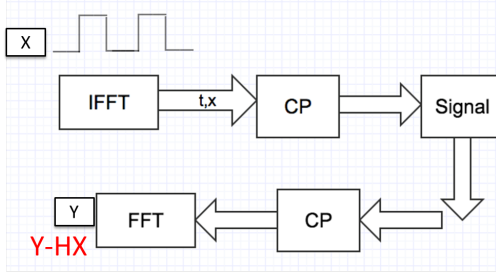 X
IFFT
t,x
CP
Signal
Y
FFT
CP
Y-HX